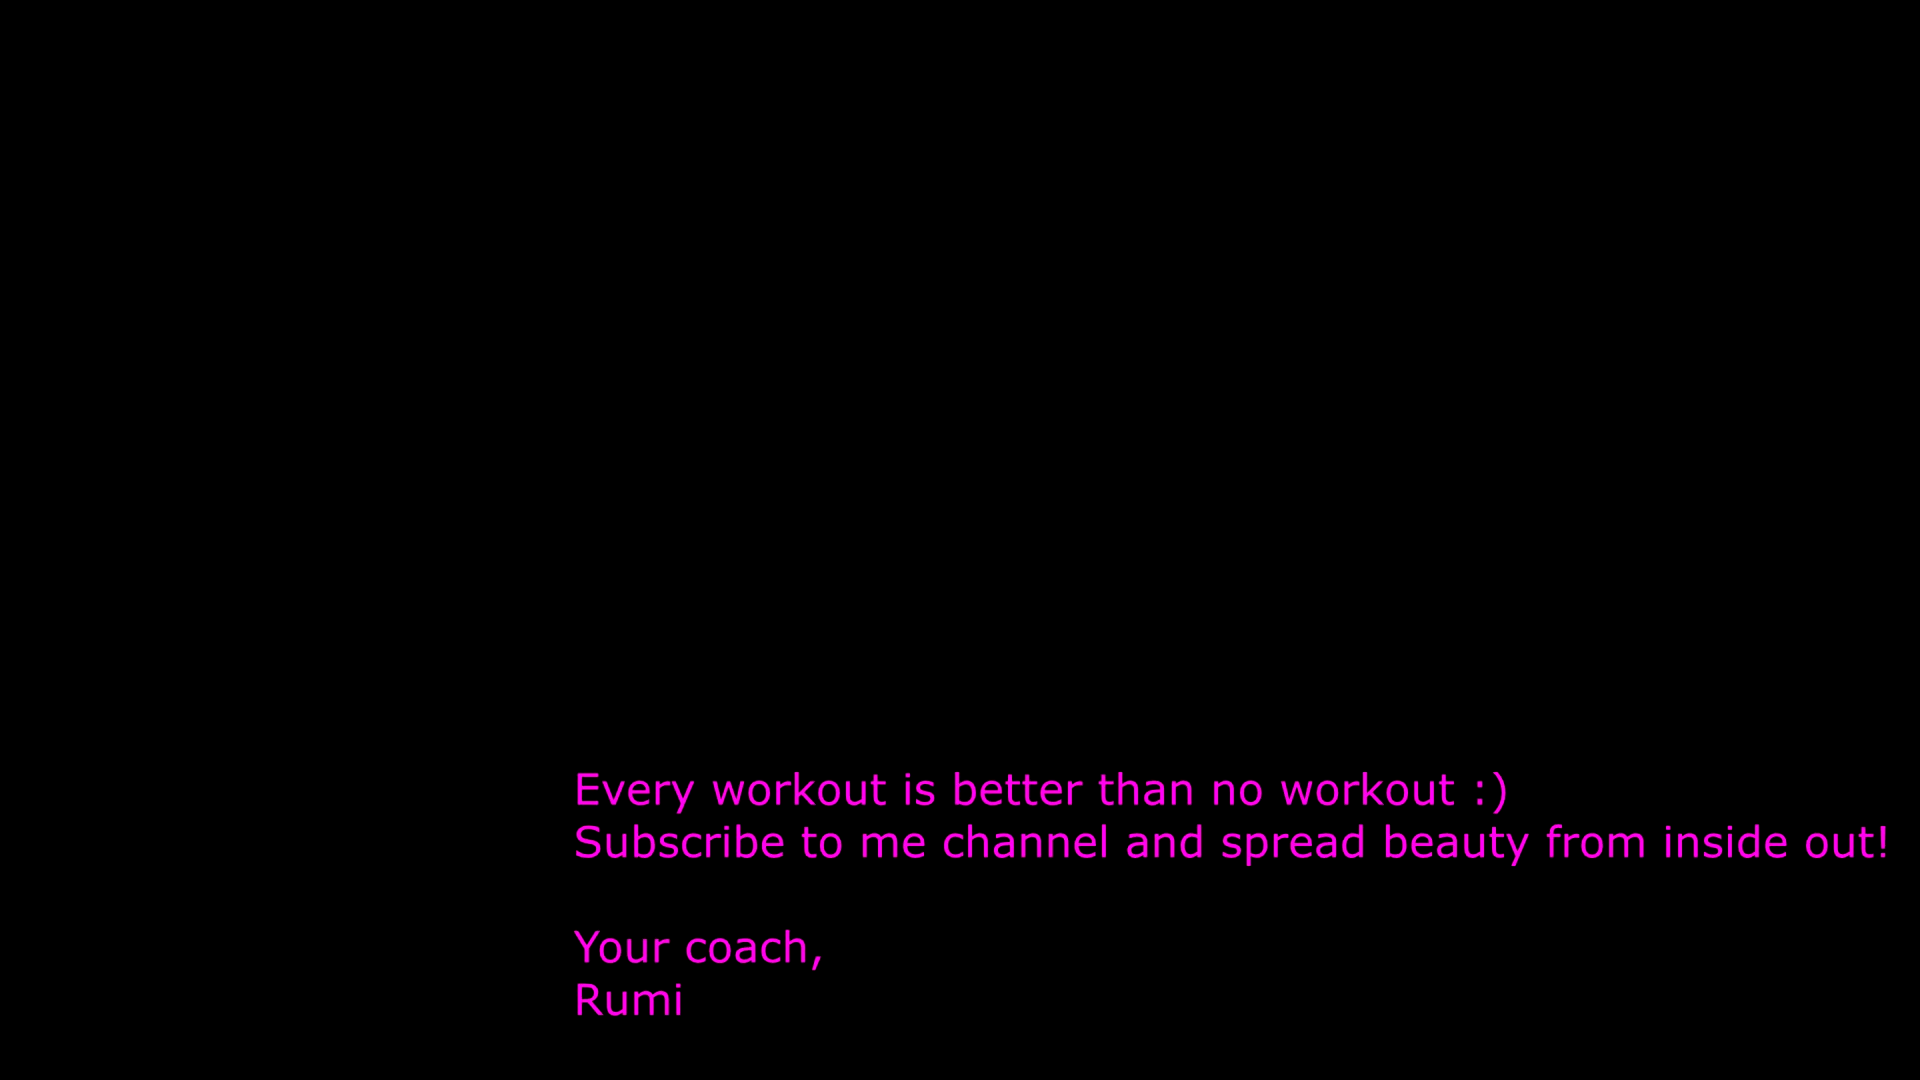 Every workout is better than no workout :)
Subscribe to me channel and spread beauty from inside out!
Your coach,
Rumi